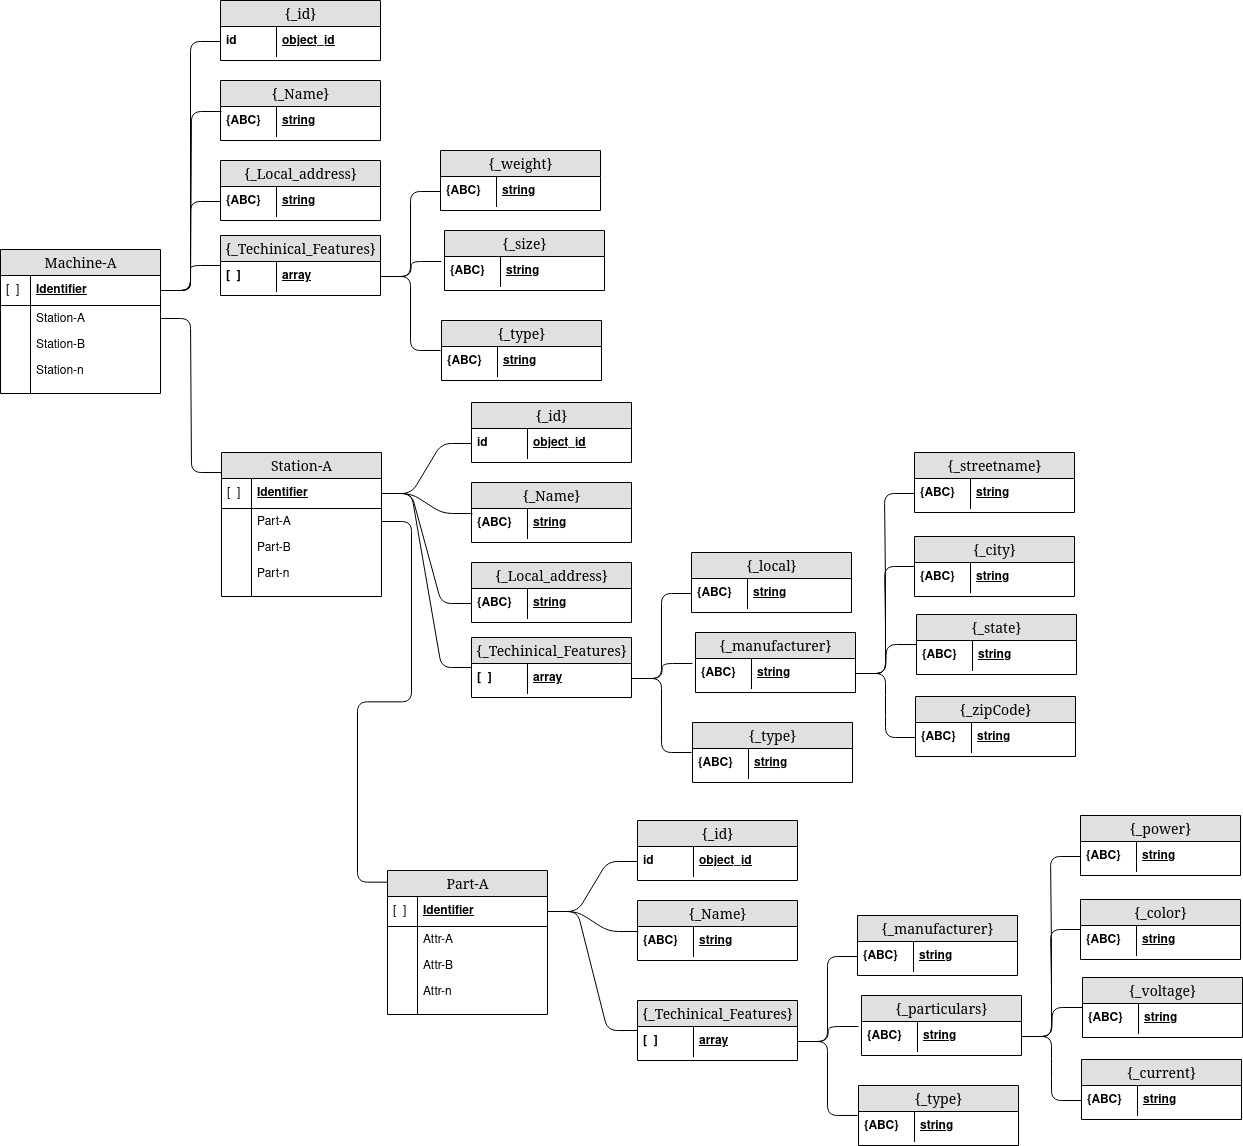 {_id}
id object_id
{_Name}
{ABC} string
{_Local_address}
{ABC} string
{_Techinical_Features}
[ ] array
{_weight}
{ABC} string
{_size}
{ABC} string
{_type}
{ABC} string
Machine-A
[ ] Identifier
Station-A
Station-B
Station-n
Station-A
[ ] Identifier
Part-A
Part-B
Part-n
{_id}
id object_id
{_Name}
{ABC} string
{_Local_address}
{ABC} string
{_Techinical_Features}
[ ] array
{_local}
{ABC} string
{_manufacturer}
{ABC} string
{_type}
{ABC} string
{_streetname}
{ABC} string
{_city}
{ABC} string
{_state}
{ABC} string
{_zipCode}
{ABC} string
Part-A
[ ] Identifier
Attr-A
Attr-B
Attr-n
{_id}
id object_id
{_Name}
{ABC} string
{_Techinical_Features}
[ ] array
{_manufacturer}
{ABC} string
{_particulars}
{ABC} string
{_type}
{ABC} string
{_power}
{ABC} string
{_color}
{ABC} string
{_voltage}
{ABC} string
{_current}
{ABC} string